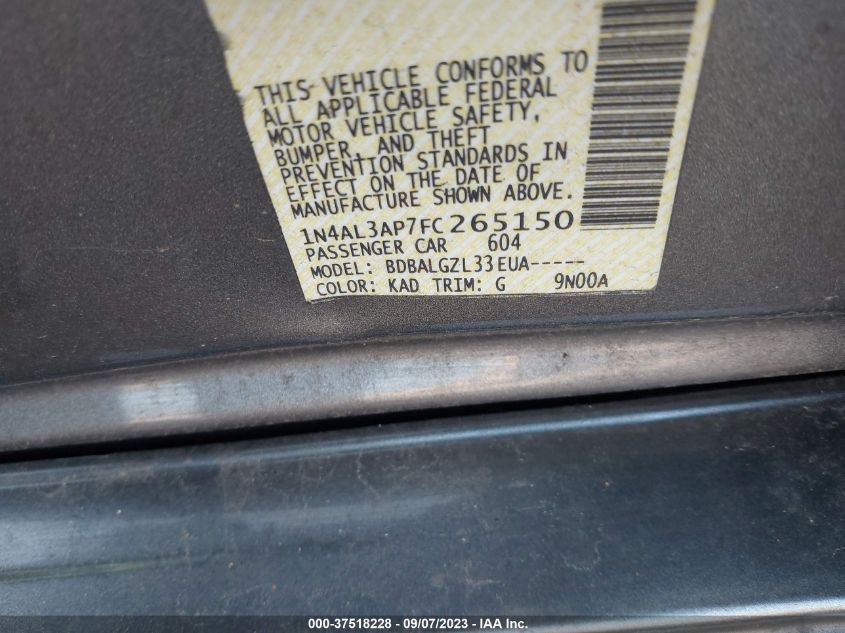 THIS VEHICLE CONFORMS TO
ALL APPLICABLE FEDERAL
MOTOR VEHICLE SAFETY,
BUMPER, AND THEFT
PREVENTION STANDARDS IN
EFFECT ON THE DATE OF
MANUFACTURE SHOWN ABOVE.
1N4AL3AP7FC265150
PASSENGER CAR 604
MODEL: BDBALGZL33EUA-----
COLOR: KAD TRIM: G 9N00A
000-37518228 - 09/07/2023 - IAA Inc.